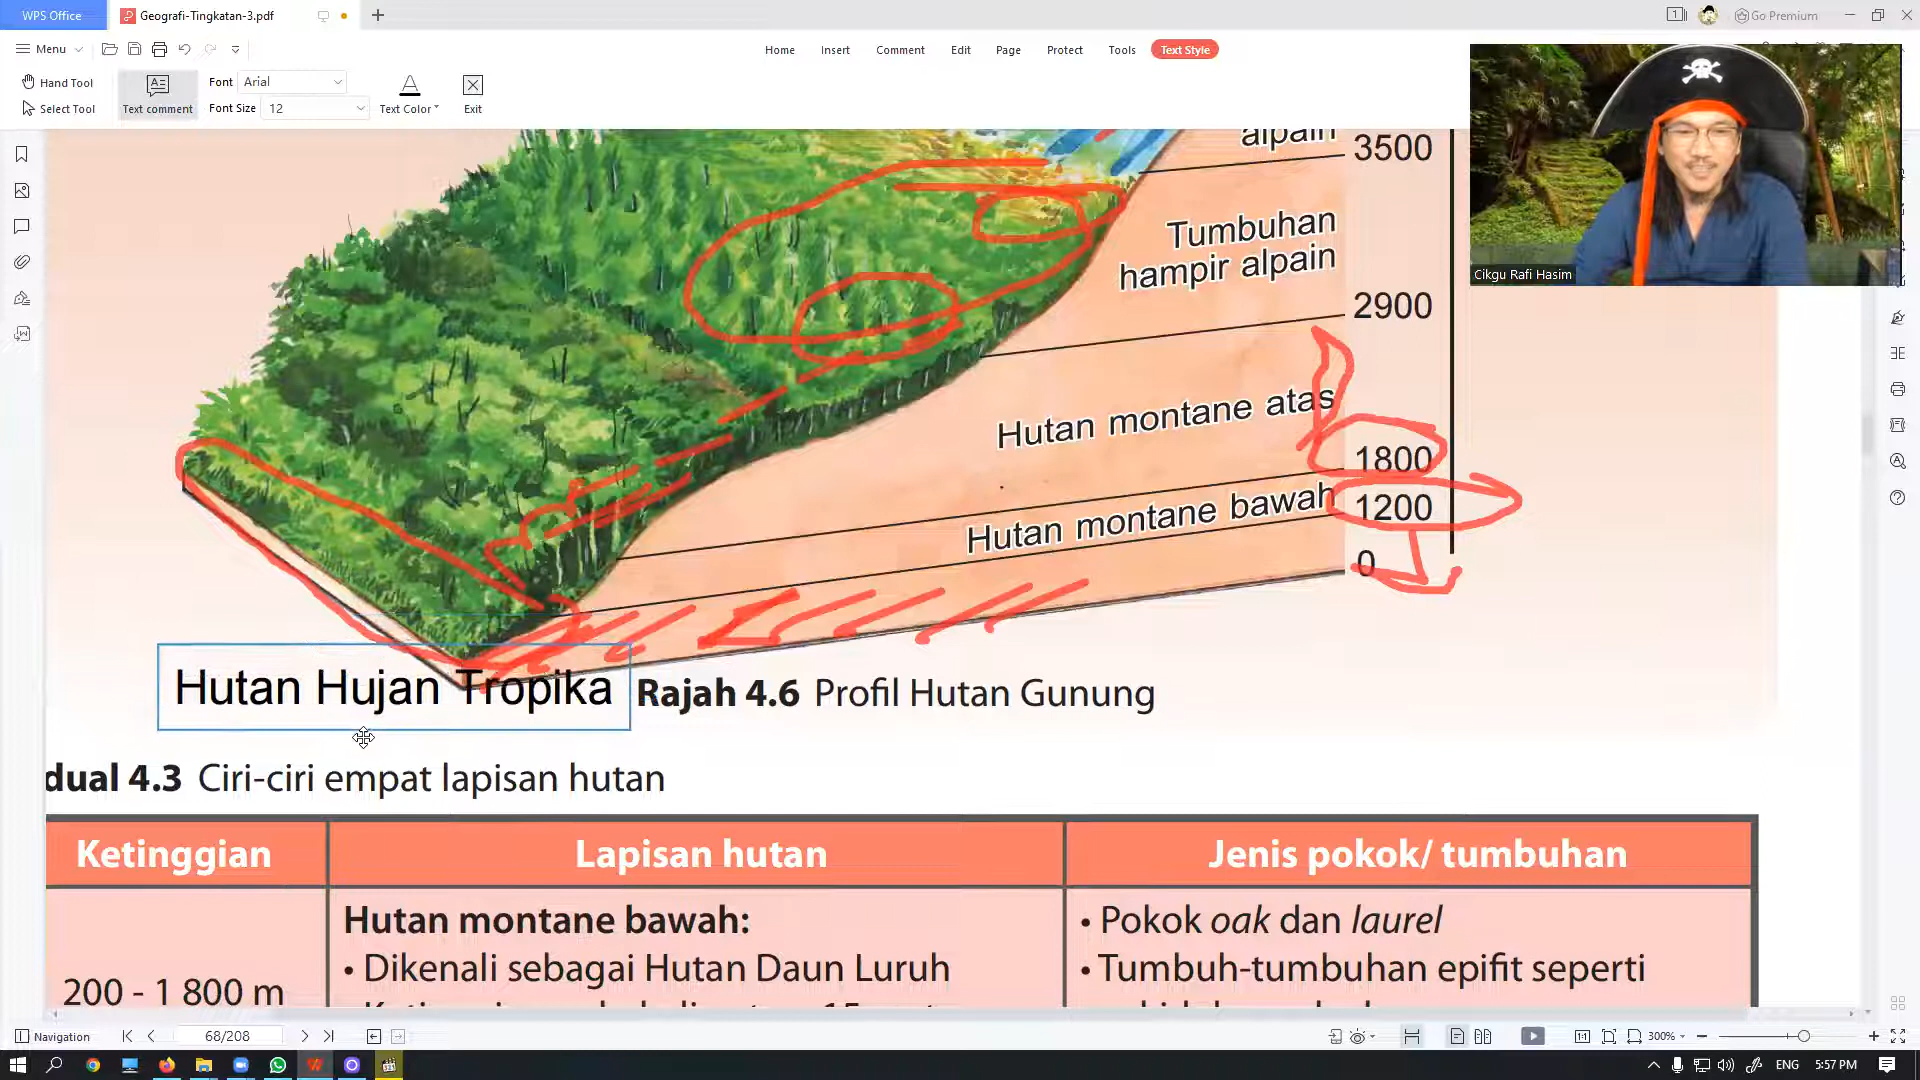 WPS Office
Geografi-Tingkatan-3.pdf
Go Premium
Menu
Home
Insert
Comment
Edit
Page
Protect
Tools
Text Style
Hand Tool
Select Tool
Text comment
Font
Arial
Font Size
12
Text Color
Exit
Cikgu Rafi Hasim
alpain
3500
Tumbuhan
hampir alpain
2900
Hutan montane atas
1800
Hutan montane bawah
1200
0
Hutan Hujan Tropika
Rajah 4.6 Profil Hutan Gunung
dual 4.3 Ciri-ciri empat lapisan hutan
Ketinggian
Lapisan hutan
Jenis pokok/ tumbuhan
200 - 1 800 m
Hutan montane bawah:
• Dikenali sebagai Hutan Daun Luruh
• Pokok oak dan laurel
• Tumbuh-tumbuhan epifit seperti
Navigation
68/208
300%
ENG
5:57 PM